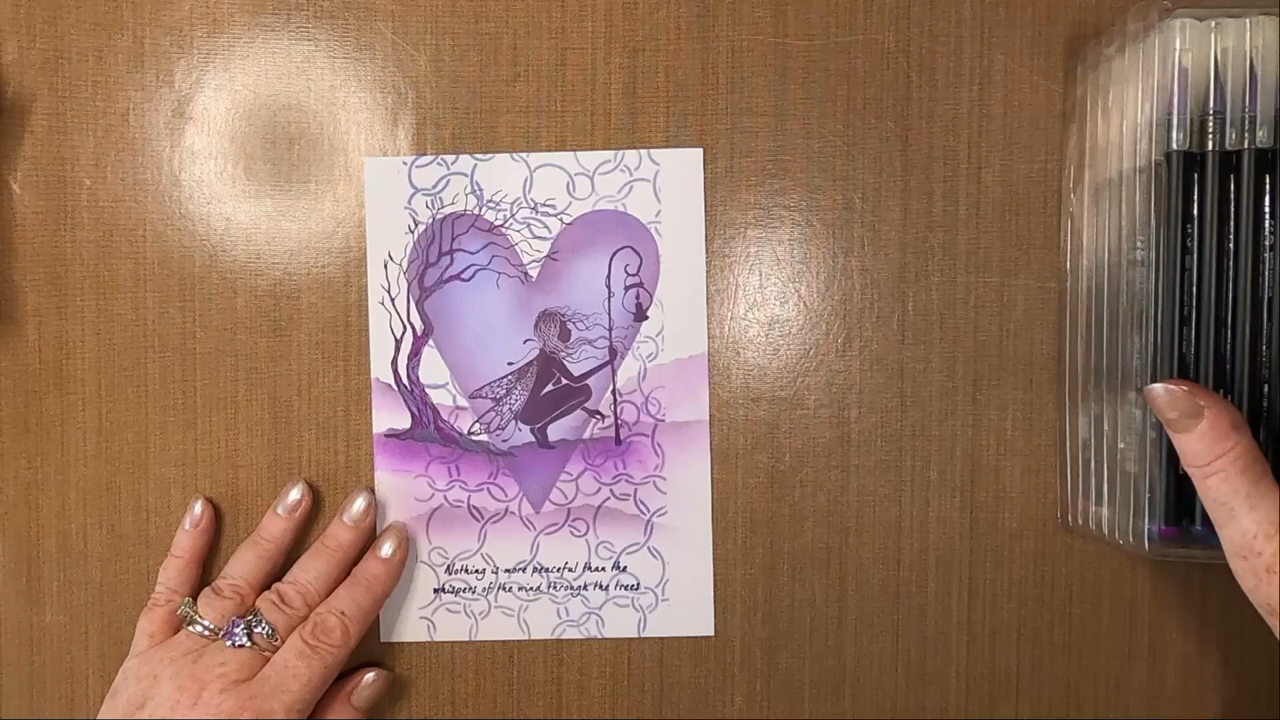 Nothing is more peaceful than the
whispers of the wind through the trees